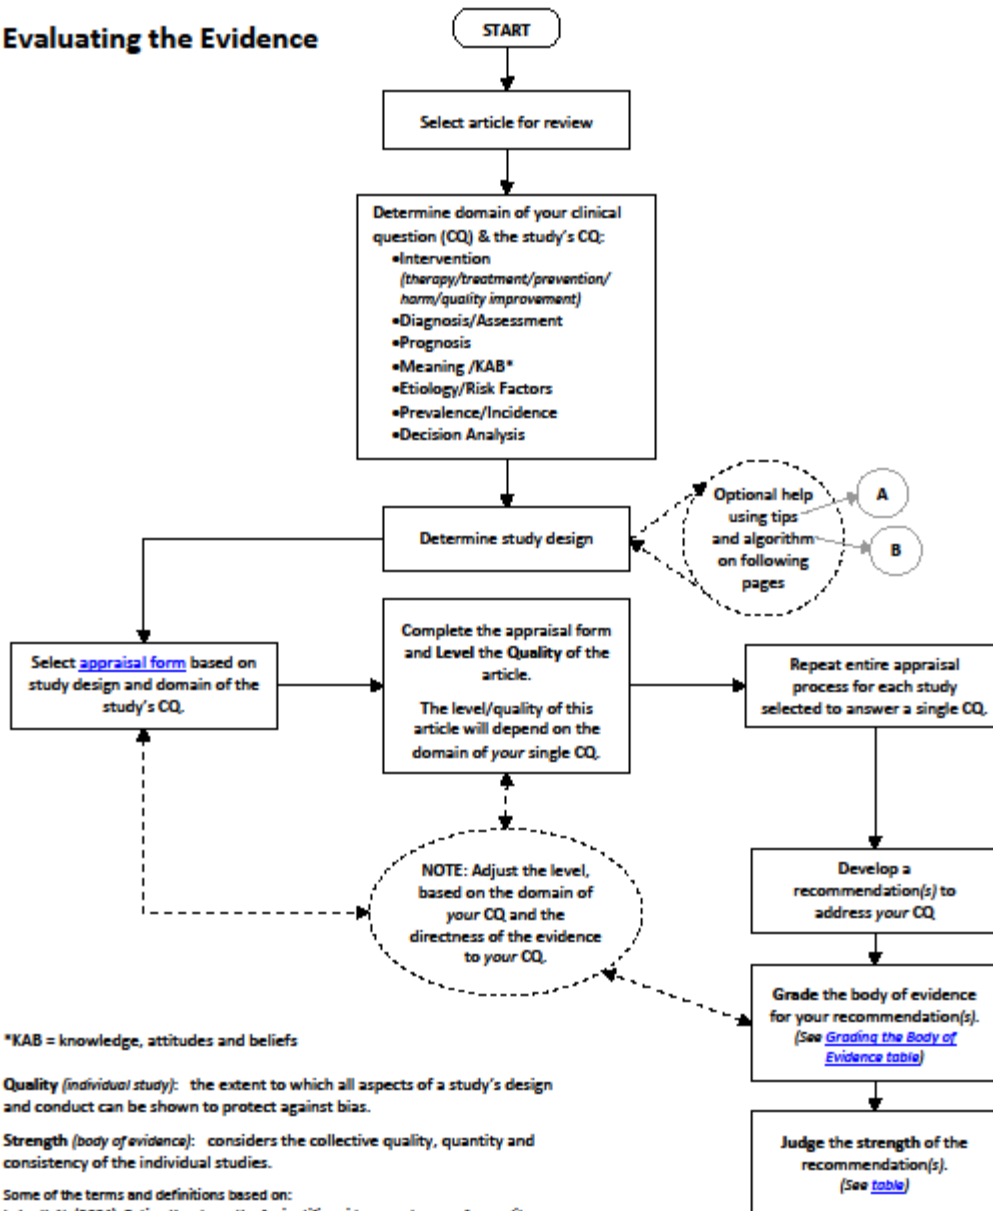 Evaluating the Evidence
START
Select article for review
Determine domain of your clinical
question (CQ) & the study's CQ:
•Intervention
(therapy/treatment/prevention/
harm/quality improvement)
•Diagnosis/Assessment
•Prognosis
•Meaning /KAB*
•Etiology/Risk Factors
•Prevalence/Incidence
•Decision Analysis
Determine study design
Optional help
using tips
and algorithm
on following
pages
A
B
Select appraisal form based on
study design and domain of the
study's CQ.
Complete the appraisal form
and Level the Quality of the
article.
The level/quality of this
article will depend on the
domain of your single CQ.
Repeat entire appraisal
process for each study
selected to answer a single CQ.
NOTE: Adjust the level,
based on the domain of
your CQ and the
directness of the evidence
to your CQ.
Develop a
recommendation(s) to
address your CQ
Grade the body of evidence
for your recommendation(s).
(See Grading the Body of
Evidence table)
Judge the strength of the
recommendation(s).
(See table)
*KAB = knowledge, attitudes and beliefs
Quality (individual study): the extent to which all aspects of a study's design
and conduct can be shown to protect against bias.
Strength (body of evidence): considers the collective quality, quantity and
consistency of the individual studies.
Some of the terms and definitions based on: